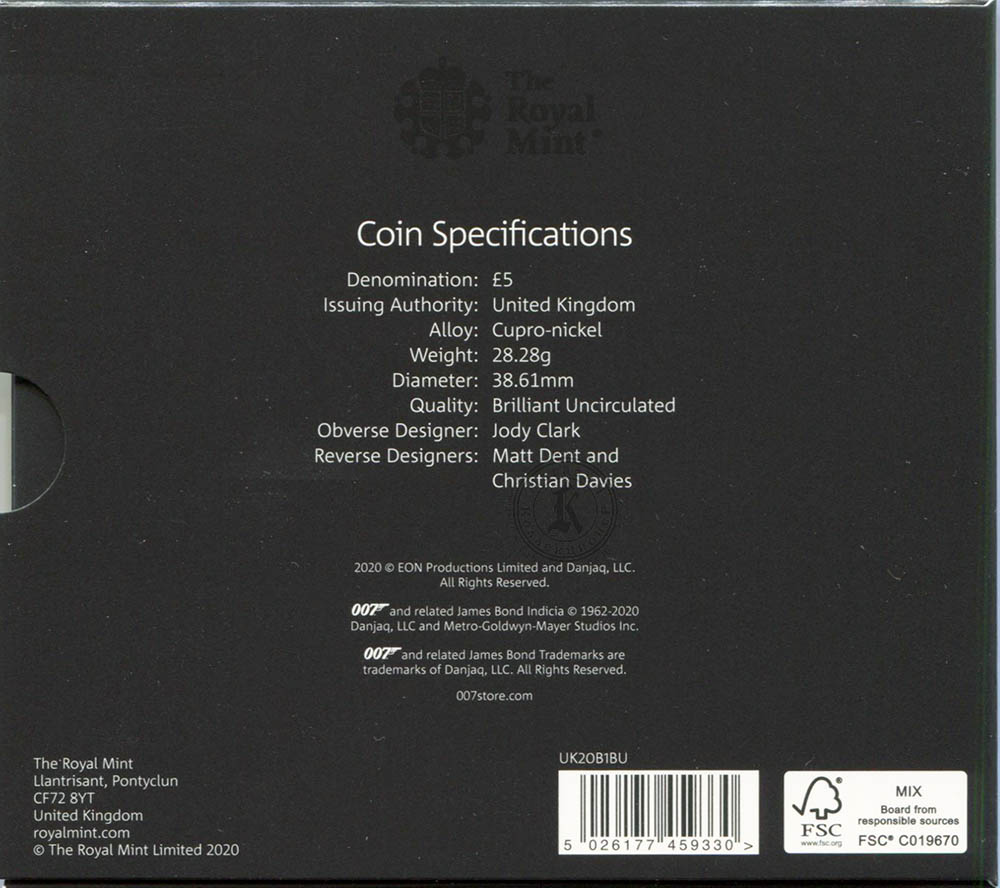 The
Royal
Mint®
Coin Specifications
Denomination: £5
Issuing Authority: United Kingdom
Alloy: Cupro-nickel
Weight: 28.28g
Diameter: 38.61mm
Quality: Brilliant Uncirculated
Obverse Designer: Jody Clark
Reverse Designers: Matt Dent and
Christian Davies
K
2020 © EON Productions Limited and Danjaq, LLC.
All Rights Reserved.
007 and related James Bond Indicia © 1962-2020
Danjaq, LLC and Metro-Goldwyn-Mayer Studios Inc.
007 and related James Bond Trademarks are
trademarks of Danjaq, LLC. All Rights Reserved.
007store.com
The Royal Mint
Llantrisant, Pontyclun
CF72 8YT
United Kingdom
royalmint.com
© The Royal Mint Limited 2020
UK20B1BU
5 026177 459330 >
FSC®
www.fsc.org
MIX
Board from
responsible sources
FSC® C019670